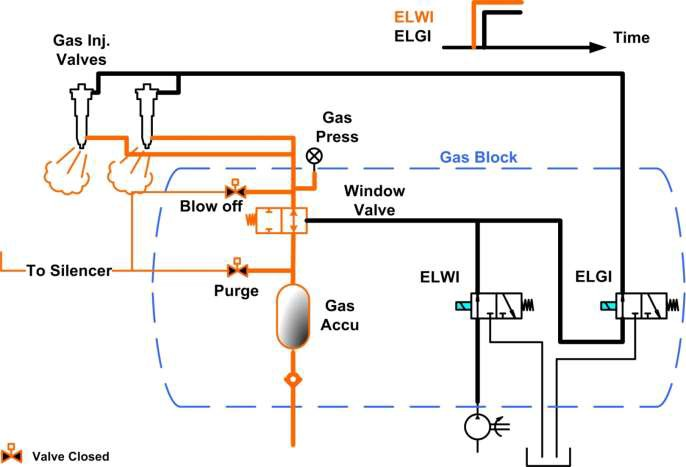 ELWI
ELGI
Time
Gas Inj.
Valves
Gas
Press
Gas Block
Blow off
Window
Valve
To Silencer
Purge
Gas
Accu
ELWI
ELGI
Valve Closed